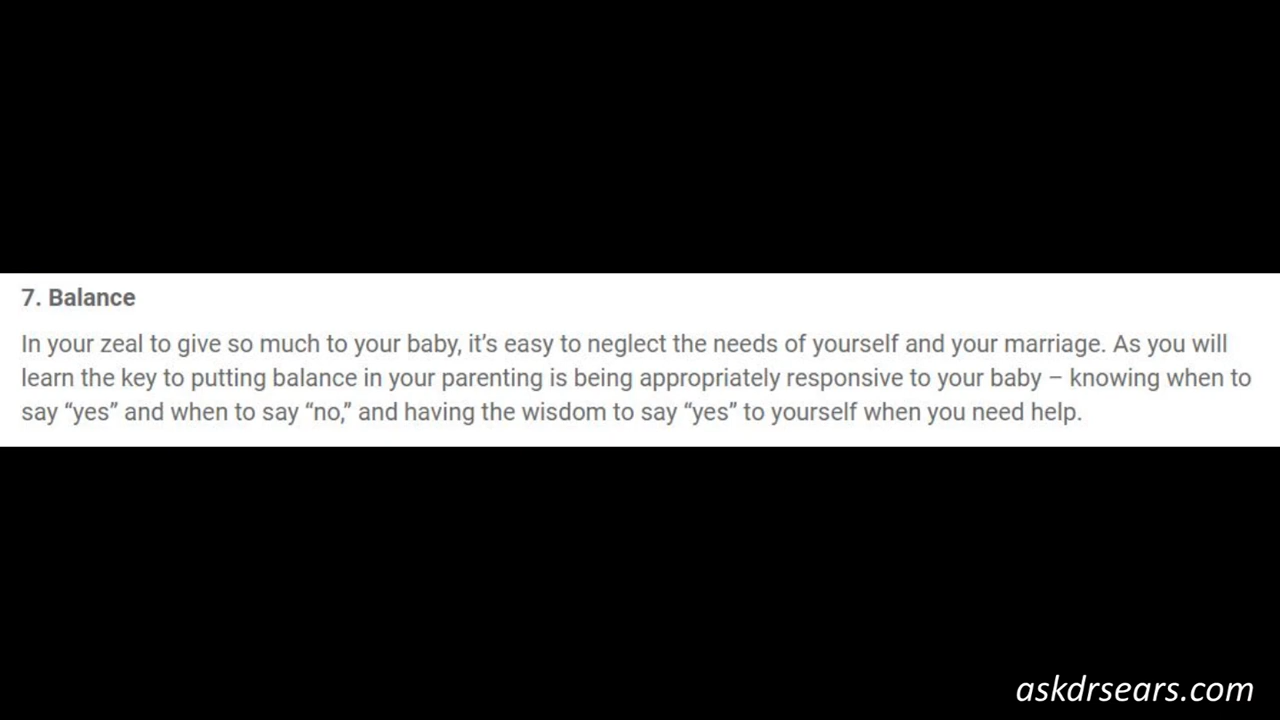 7. Balance
In your zeal to give so much to your baby, it’s easy to neglect the needs of yourself and your marriage. As you will
learn the key to putting balance in your parenting is being appropriately responsive to your baby – knowing when to
say “yes” and when to say “no,” and having the wisdom to say “yes” to yourself when you need help.
askdrsears.com